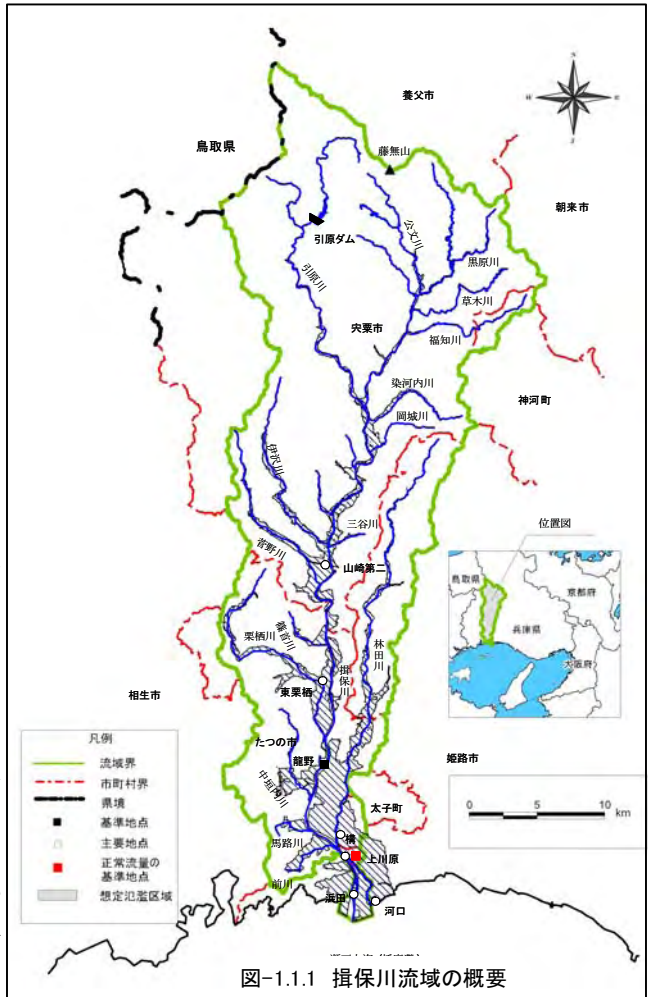 N
W
E
S
養父市
鳥取県
藤無山
朝来市
引原ダム
公文川
引原川
黒原川
草木川
宍粟市
福知川
染河内川
神河町
岡城川
伊沢川
三谷川
位置図
菅野川
山崎第二
鳥取県
京都府
兵庫県
大阪府
栗栖川
篠首川
揖保川
林田川
東栗栖
相生市
凡例
流域界
市町村界
県境
基準地点
主要地点
正常流量の
基準地点
想定氾濫区域
たつの市
龍野
姫路市
中垣内川
太子町
0 5 10
km
構
馬路川
上川原
前川
浜田
河口
図-1.1.1 揖保川流域の概要